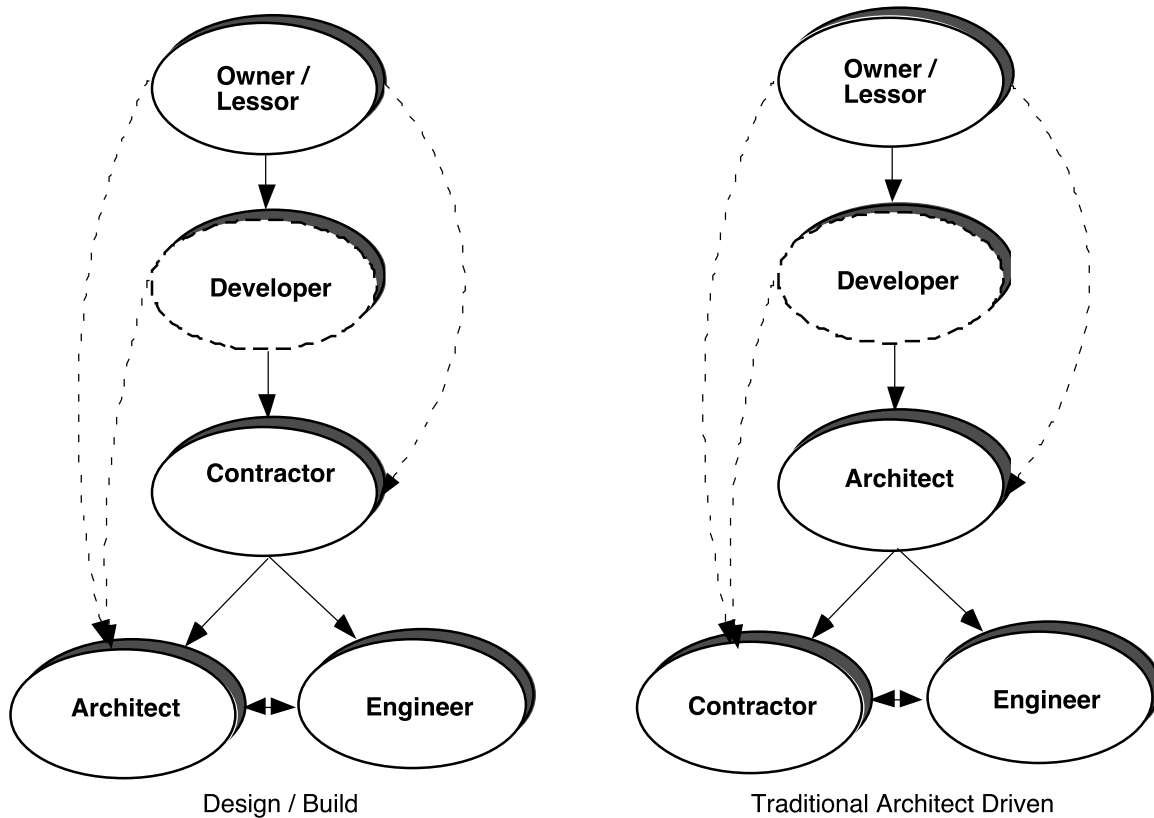 Owner /
Lessor
Developer
Contractor
Architect
Engineer
Design / Build
Owner /
Lessor
Developer
Architect
Contractor
Engineer
Traditional Architect Driven